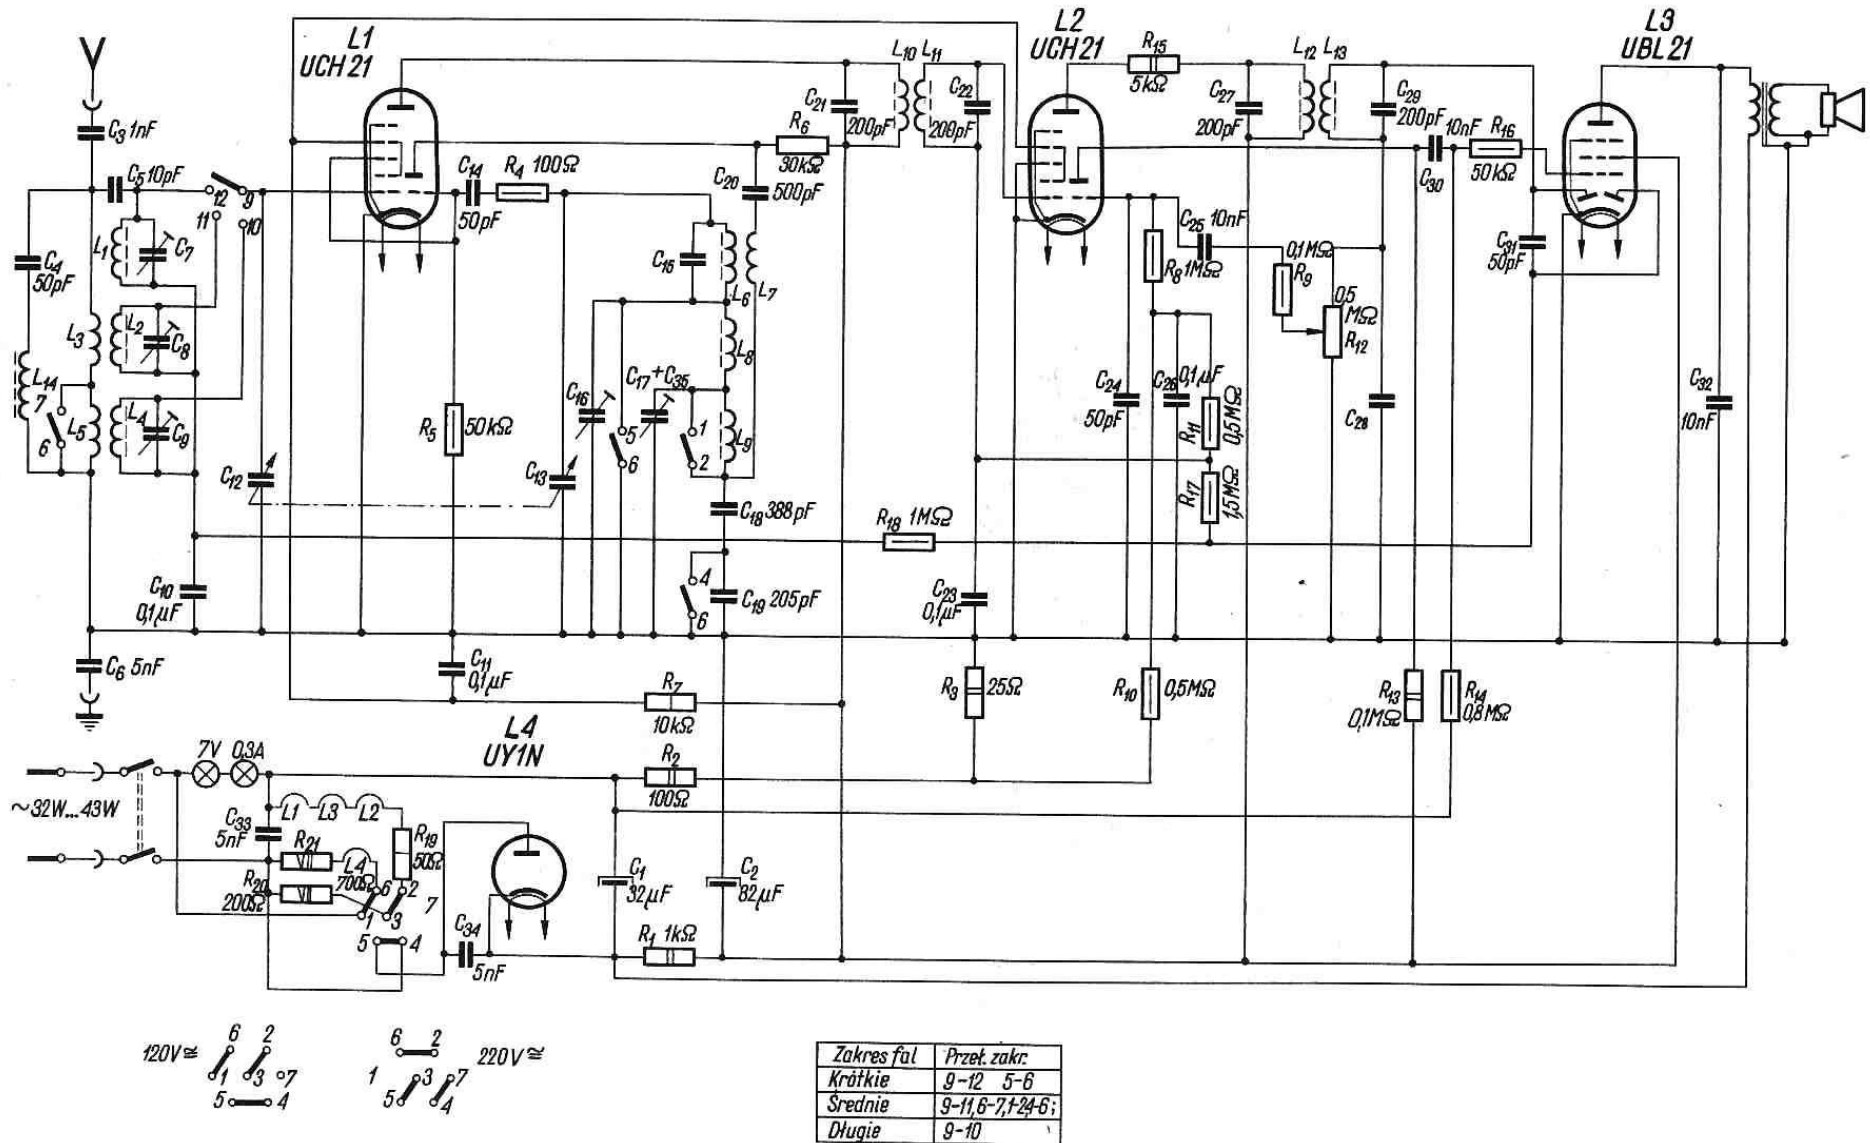 L1
UCH 21
L2
UCH 21
L3
UBL 21
L4
UY1N
C3 1nF
C5 10pF
12
9
11
10
L1
C7
C4
50pF
L3
L2
C8
L14
7
6
L5
L4
C9
C10
0,1µF
C6 5nF
C12
C14
50pF
R4 100Ω
R5
50kΩ
C11
0,1µF
C13
C15
C16
5
6
C17+C35
1
2
L6
L7
L8
L9
C18 388pF
4
6
C19 205pF
C20
500pF
R6
30kΩ
C21
200pF
L10
L11
C22
200pF
R18 1MΩ
C23
0,1µF
R7
10kΩ
R3
25Ω
R2
100Ω
R15
5kΩ
C27
200pF
L12
L13
C29
200pF
10nF
C30
R16
50kΩ
C25 10nF
R8 1MΩ
0,1MΩ
R9
0,5
MΩ
R12
C24
50pF
C26
0,1µF
R11
0,5MΩ
R17
1,5MΩ
C28
C31
50pF
C32
10nF
R10
0,5MΩ
R13
0,1MΩ
R14
0,8MΩ
7V 0,3A
~32W...43W
C33
5nF
L1
L3
L2
R19
50Ω
R21
L4
700Ω
R20
200Ω
6
2
1
3
7
5
4
C34
5nF
C1
32µF
C2
82µF
R1 1kΩ
120V≅
6 2
1 3 7
5 4
220V≅
6 2
1 3 7
5 4
Zakres fal Przeł. zakr.
Krótkie 9-12 5-6
Średnie 9-11,6-7,1-2,4-6;
Długie 9-10